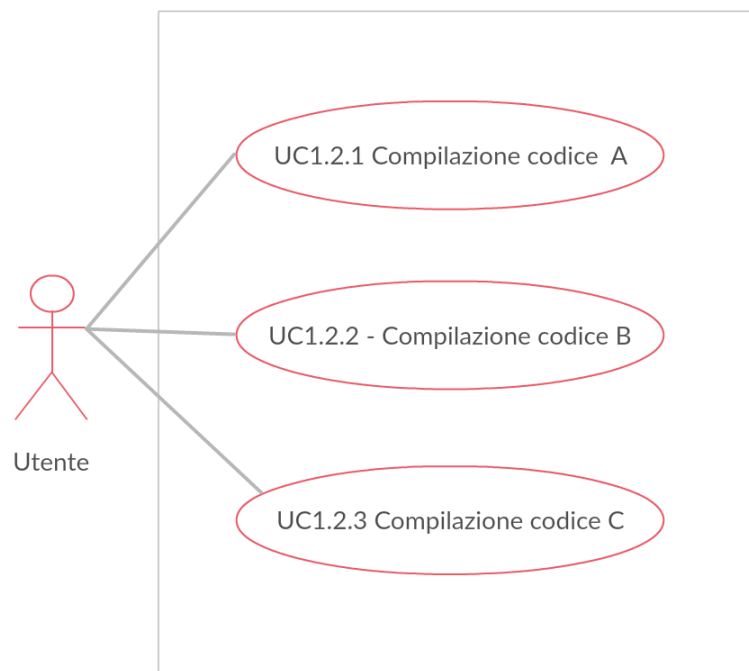 UC1.2.1 Compilazione codice  A
UC1.2.2 - Compilazione codice B
Utente
UC1.2.3 Compilazione codice C